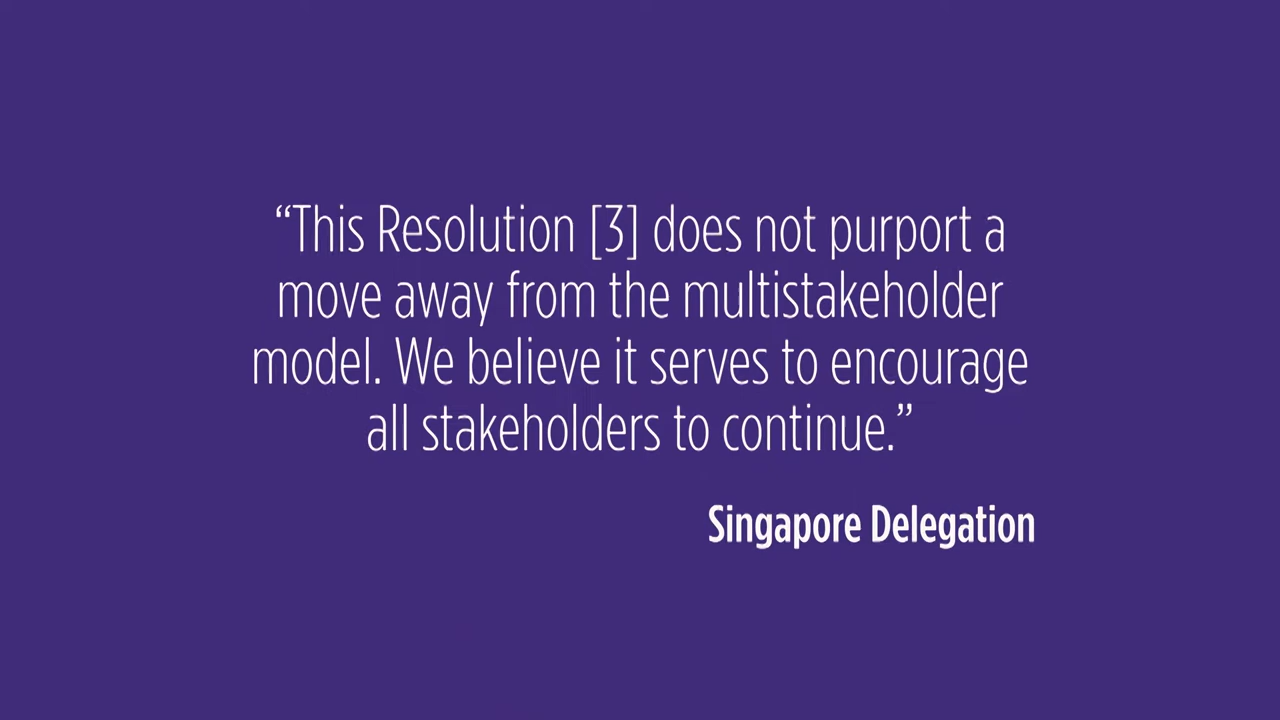 “This Resolution [3] does not purport a
move away from the multistakeholder
model. We believe it serves to encourage
all stakeholders to continue.”
Singapore Delegation